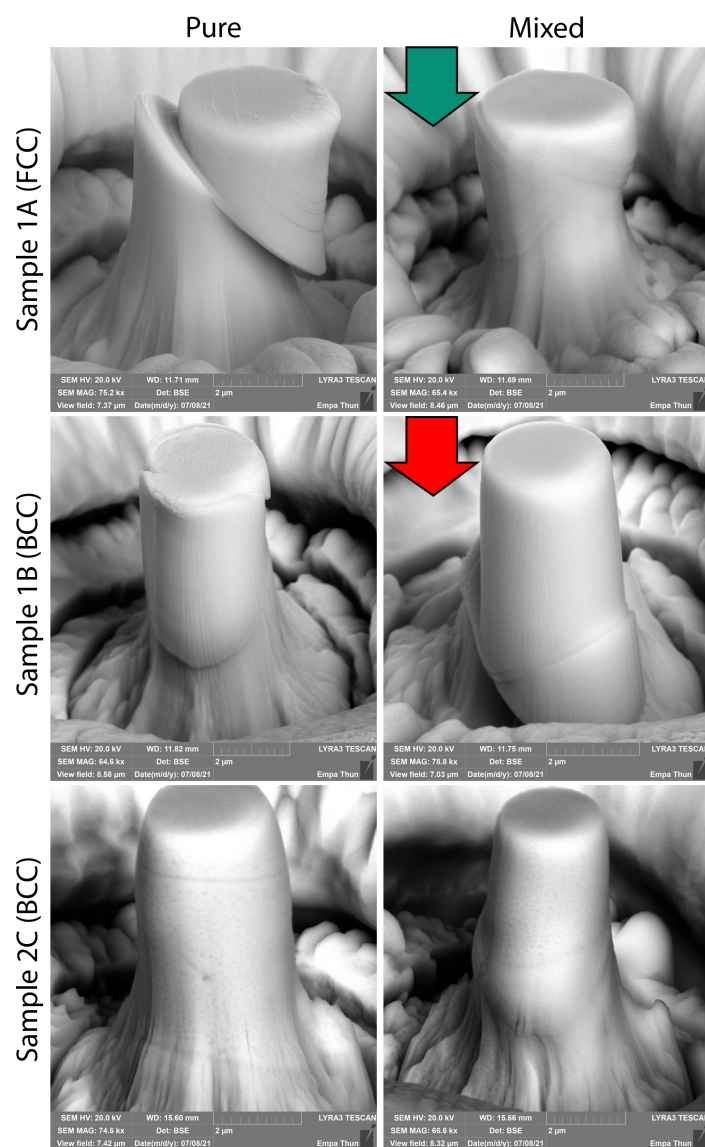 Pure
Mixed
Sample 1A (FCC)
SEM HV: 20.0 kV WD: 11.71 mm LYRA3 TESCAN
SEM MAG: 75.2 kx Det: BSE 2 µm
View field: 7.37 µm Date(m/d/y): 07/08/21 Empa Thun
SEM HV: 20.0 kV WD: 11.69 mm LYRA3 TESCAN
SEM MAG: 65.4 kx Det: BSE 2 µm
View field: 8.46 µm Date(m/d/y): 07/08/21 Empa Thun
Sample 1B (BCC)
SEM HV: 20.0 kV WD: 11.82 mm LYRA3 TESCAN
SEM MAG: 64.6 kx Det: BSE 2 µm
View field: 8.58 µm Date(m/d/y): 07/08/21 Empa Thun
SEM HV: 20.0 kV WD: 11.75 mm LYRA3 TESCAN
SEM MAG: 78.8 kx Det: BSE 2 µm
View field: 7.03 µm Date(m/d/y): 07/08/21 Empa Thun
Sample 2C (BCC)
SEM HV: 20.0 kV WD: 15.60 mm LYRA3 TESCAN
SEM MAG: 74.6 kx Det: BSE 2 µm
View field: 7.42 µm Date(m/d/y): 07/08/21 Empa Thun
SEM HV: 20.0 kV WD: 15.66 mm LYRA3 TESCAN
SEM MAG: 66.6 kx Det: BSE 2 µm
View field: 8.32 µm Date(m/d/y): 07/08/21 Empa Thun